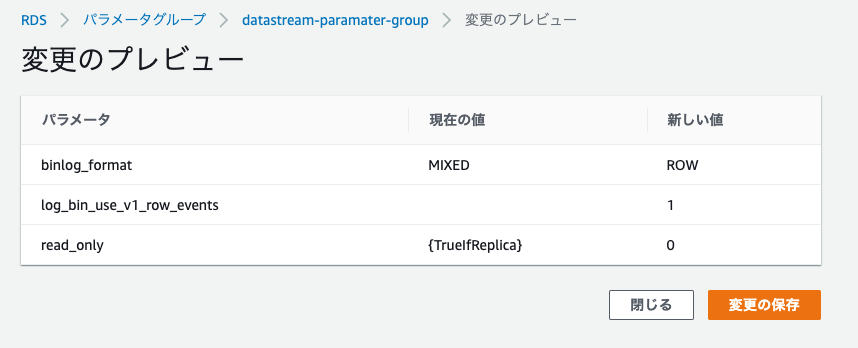 RDS > パラメータグループ > datastream-paramater-group > 変更のプレビュー
変更のプレビュー
パラメータ 現在の値 新しい値
binlog_format MIXED ROW
log_bin_use_v1_row_events 1
read_only {TrueIfReplica} 0
閉じる 変更の保存